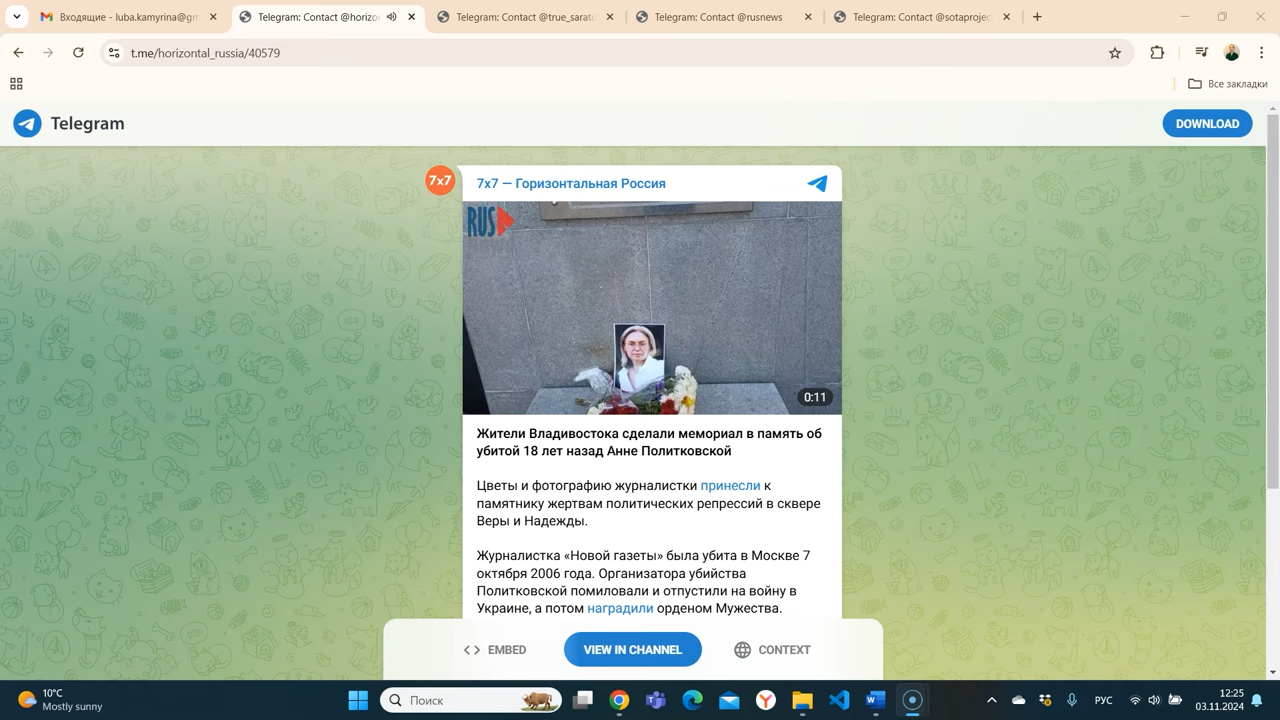 Входящие - luba.kamyrina@gm
Telegram: Contact @horizon
Telegram: Contact @true_sarato
Telegram: Contact @rusnews
Telegram: Contact @sotaprojec
t.me/horizontal_russia/40579
Все закладки
Telegram
DOWNLOAD
7x7
7x7 — Горизонтальная Россия
RUS
0:11
Жители Владивостока сделали мемориал в память об
убитой 18 лет назад Анне Политковской
Цветы и фотографию журналистки принесли к
памятнику жертвам политических репрессий в сквере
Веры и Надежды.
Журналистка «Новой газеты» была убита в Москве 7
октября 2006 года. Организатора убийства
Политковской помиловали и отпустили на войну в
Украине, а потом наградили орденом Мужества.
EMBED
VIEW IN CHANNEL
CONTEXT
10°C
Mostly sunny
Поиск
РУС
12:25
03.11.2024